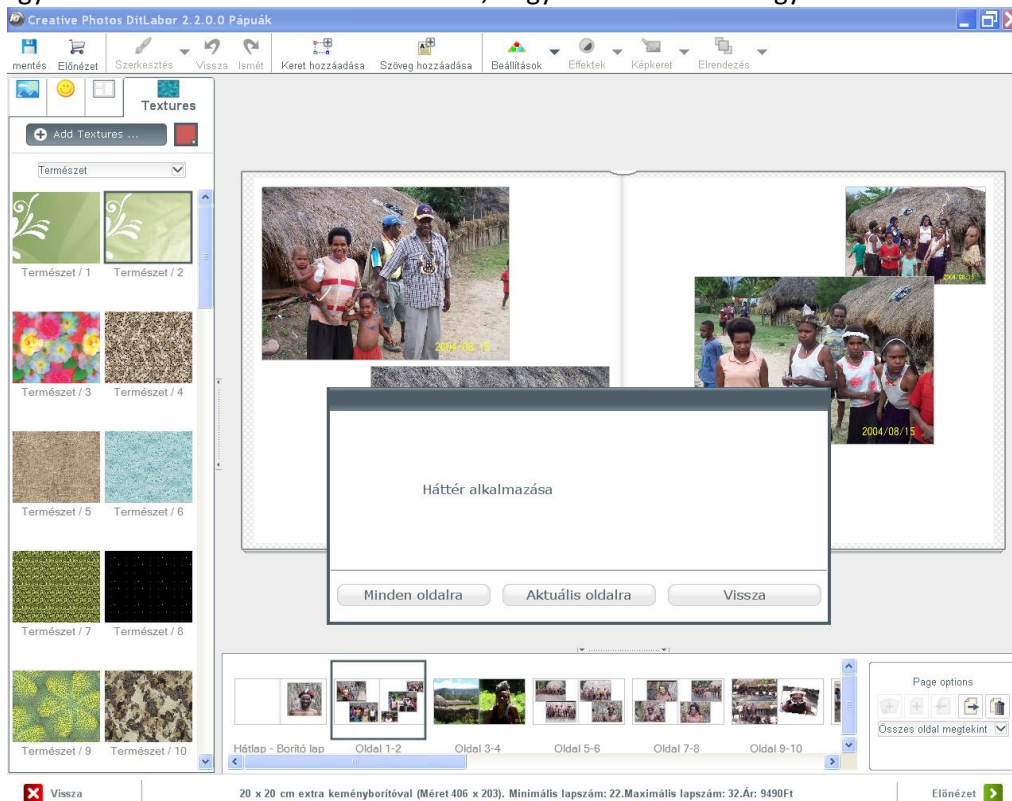 Creative Photos DitLabor 2.2.0.0 Pápuák
mentés Előnézet Szerkesztés Vissza Ismét Keret hozzáadása Szöveg hozzáadása Beállítások Effektek Képkeret Elrendezés
Textures
Add Textures ...
Természet
Természet / 1 Természet / 2
Természet / 3 Természet / 4
Természet / 5 Természet / 6
Természet / 7 Természet / 8
Természet / 9 Természet / 10
2004/08/15
2004/08/15
2004/08/15
Háttér alkalmazása
Minden oldalra Aktuális oldalra Vissza
Hátlap - Borító lap Oldal 1-2 Oldal 3-4 Oldal 5-6 Oldal 7-8 Oldal 9-10
Page options
Összes oldal megtekint
Vissza
20 x 20 cm extra keményborítóval (Méret 406 x 203). Minimális lapszám: 22.Maximális lapszám: 32.Ár: 9490Ft
Előnézet